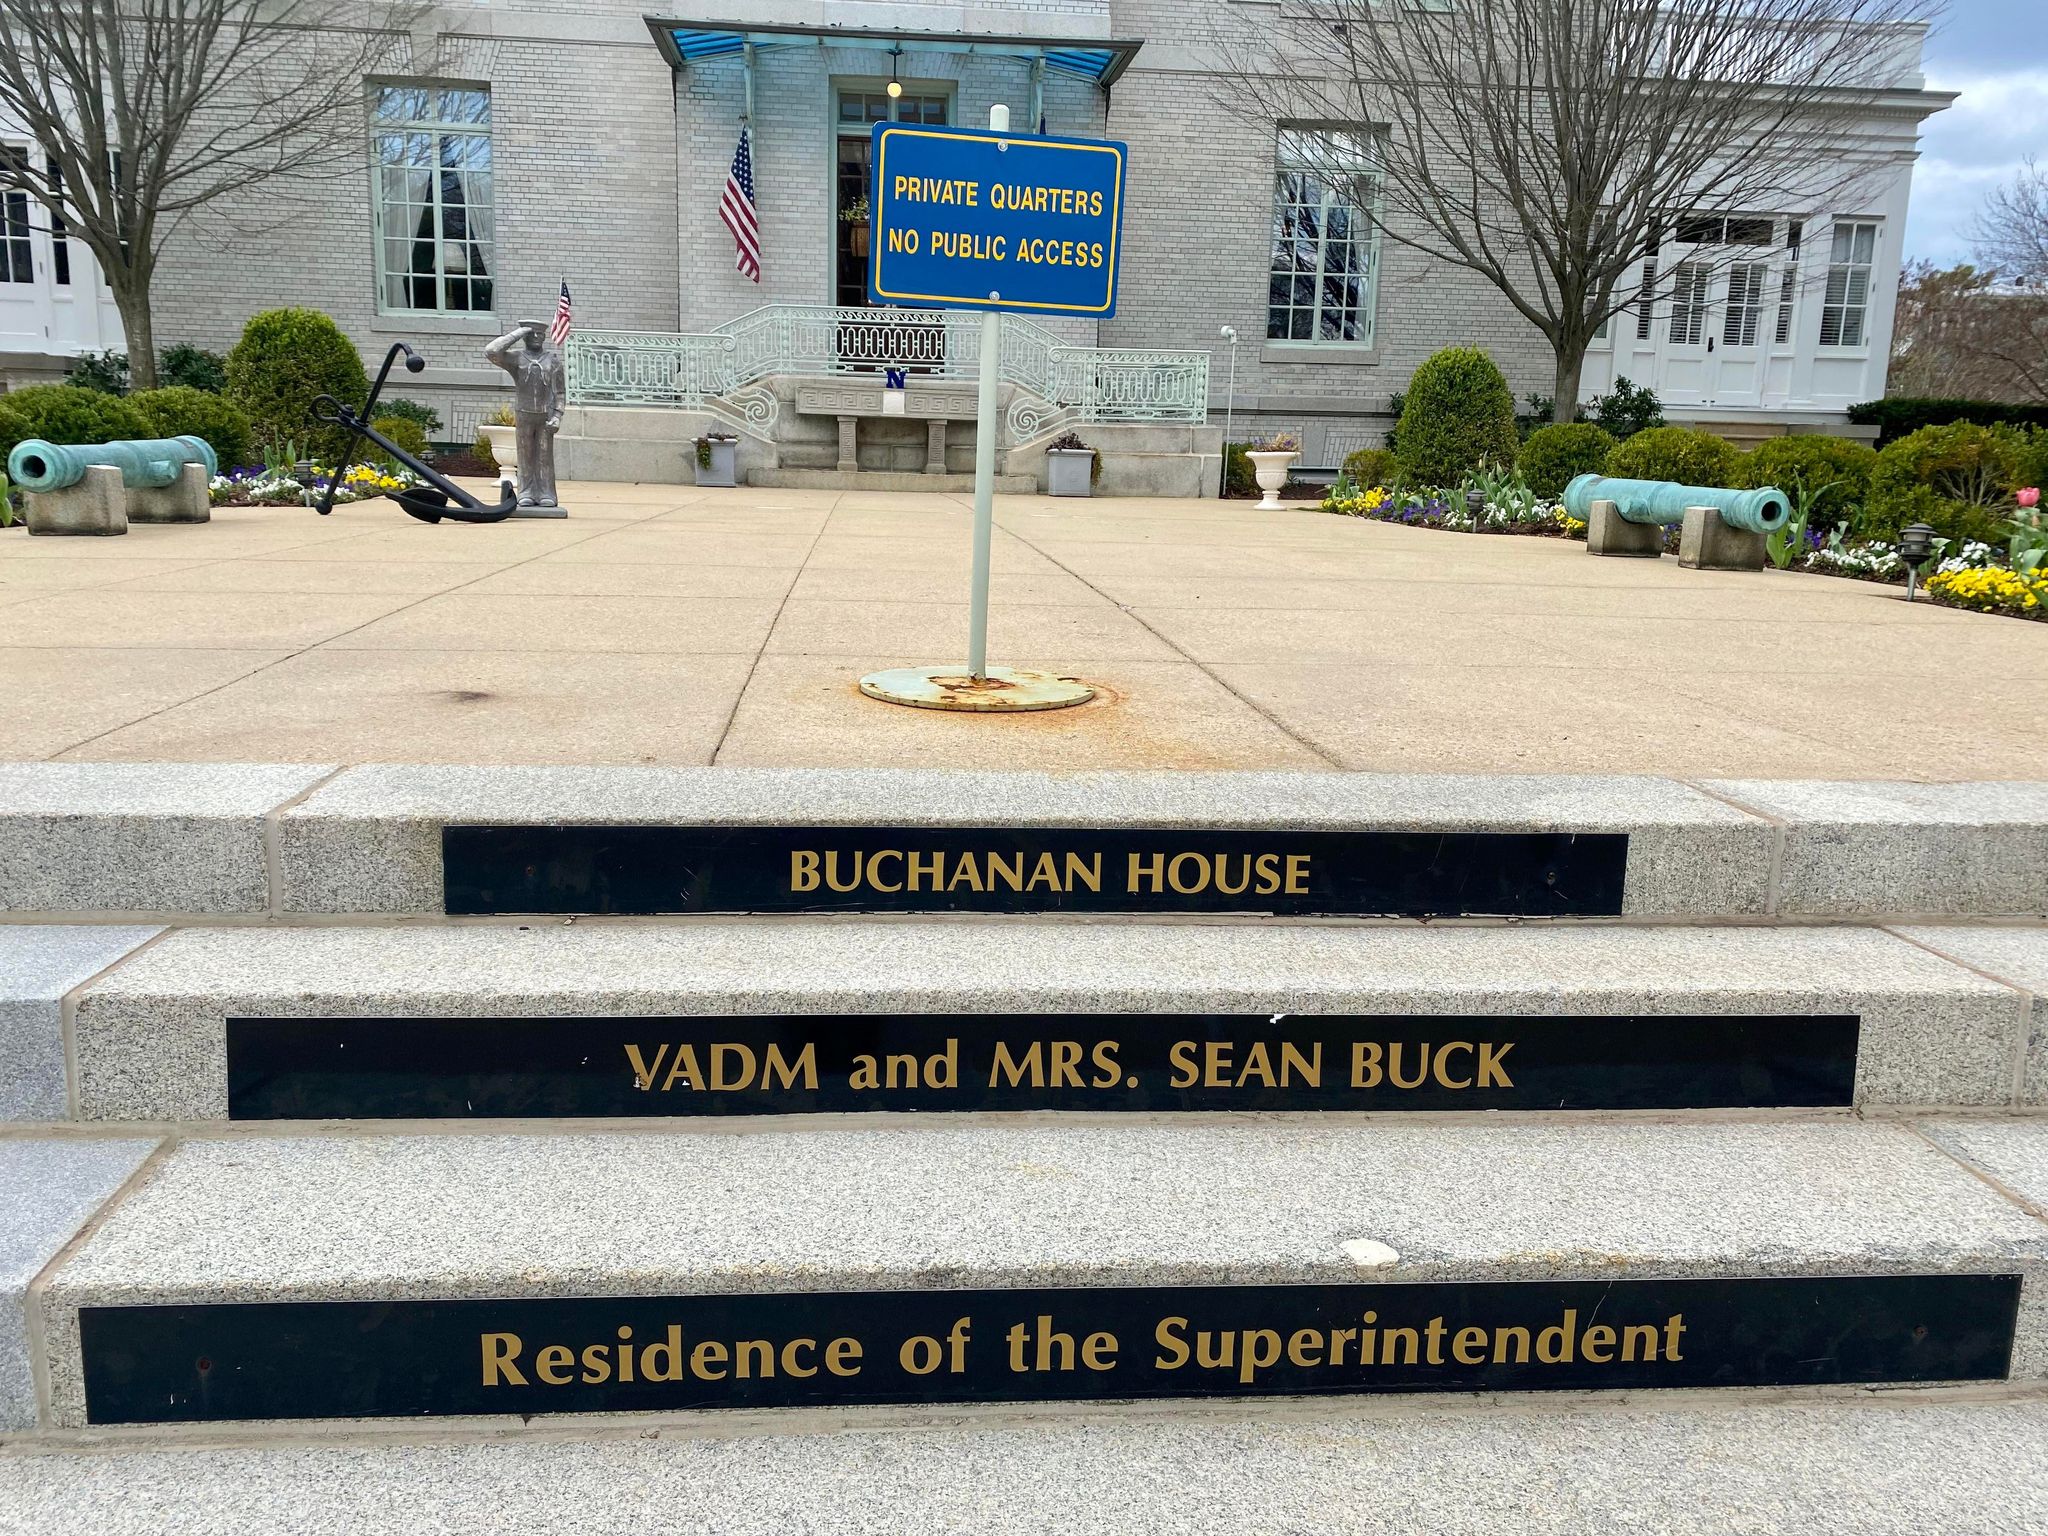 PRIVATE QUARTERS
NO PUBLIC ACCESS
N
BUCHANAN HOUSE
VADM and MRS. SEAN BUCK
Residence of the Superintendent